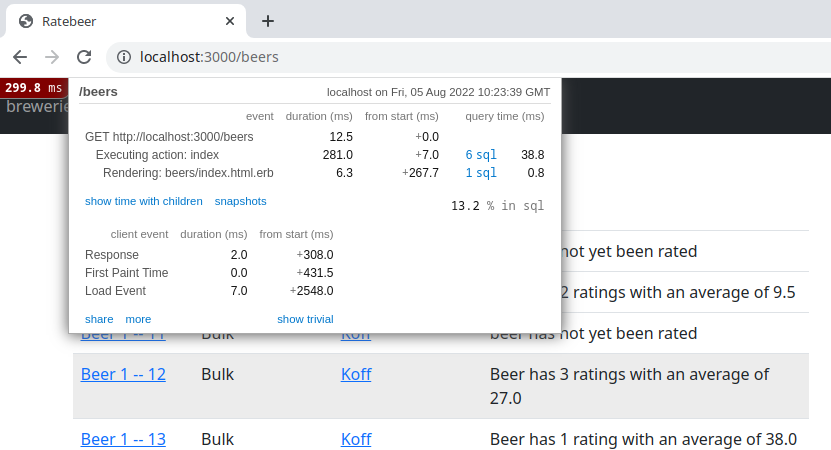 Ratebeer
localhost:3000/beers
299.8 ms
/beers localhost on Fri, 05 Aug 2022 10:23:39 GMT
event duration (ms) from start (ms) query time (ms)
GET http://localhost:3000/beers 12.5 +0.0
Executing action: index 281.0 +7.0 6 sql 38.8
Rendering: beers/index.html.erb 6.3 +267.7 1 sql 0.8
show time with children snapshots
13.2 % in sql
client event duration (ms) from start (ms)
Response 2.0 +308.0
First Paint Time 0.0 +431.5
Load Event 7.0 +2548.0
share more show trivial
not yet been rated
2 ratings with an average of 9.5
Beer 1 -- 11 Bulk Koff beer has not yet been rated
Beer 1 -- 12 Bulk Koff Beer has 3 ratings with an average of
27.0
Beer 1 -- 13 Bulk Koff Beer has 1 rating with an average of 38.0